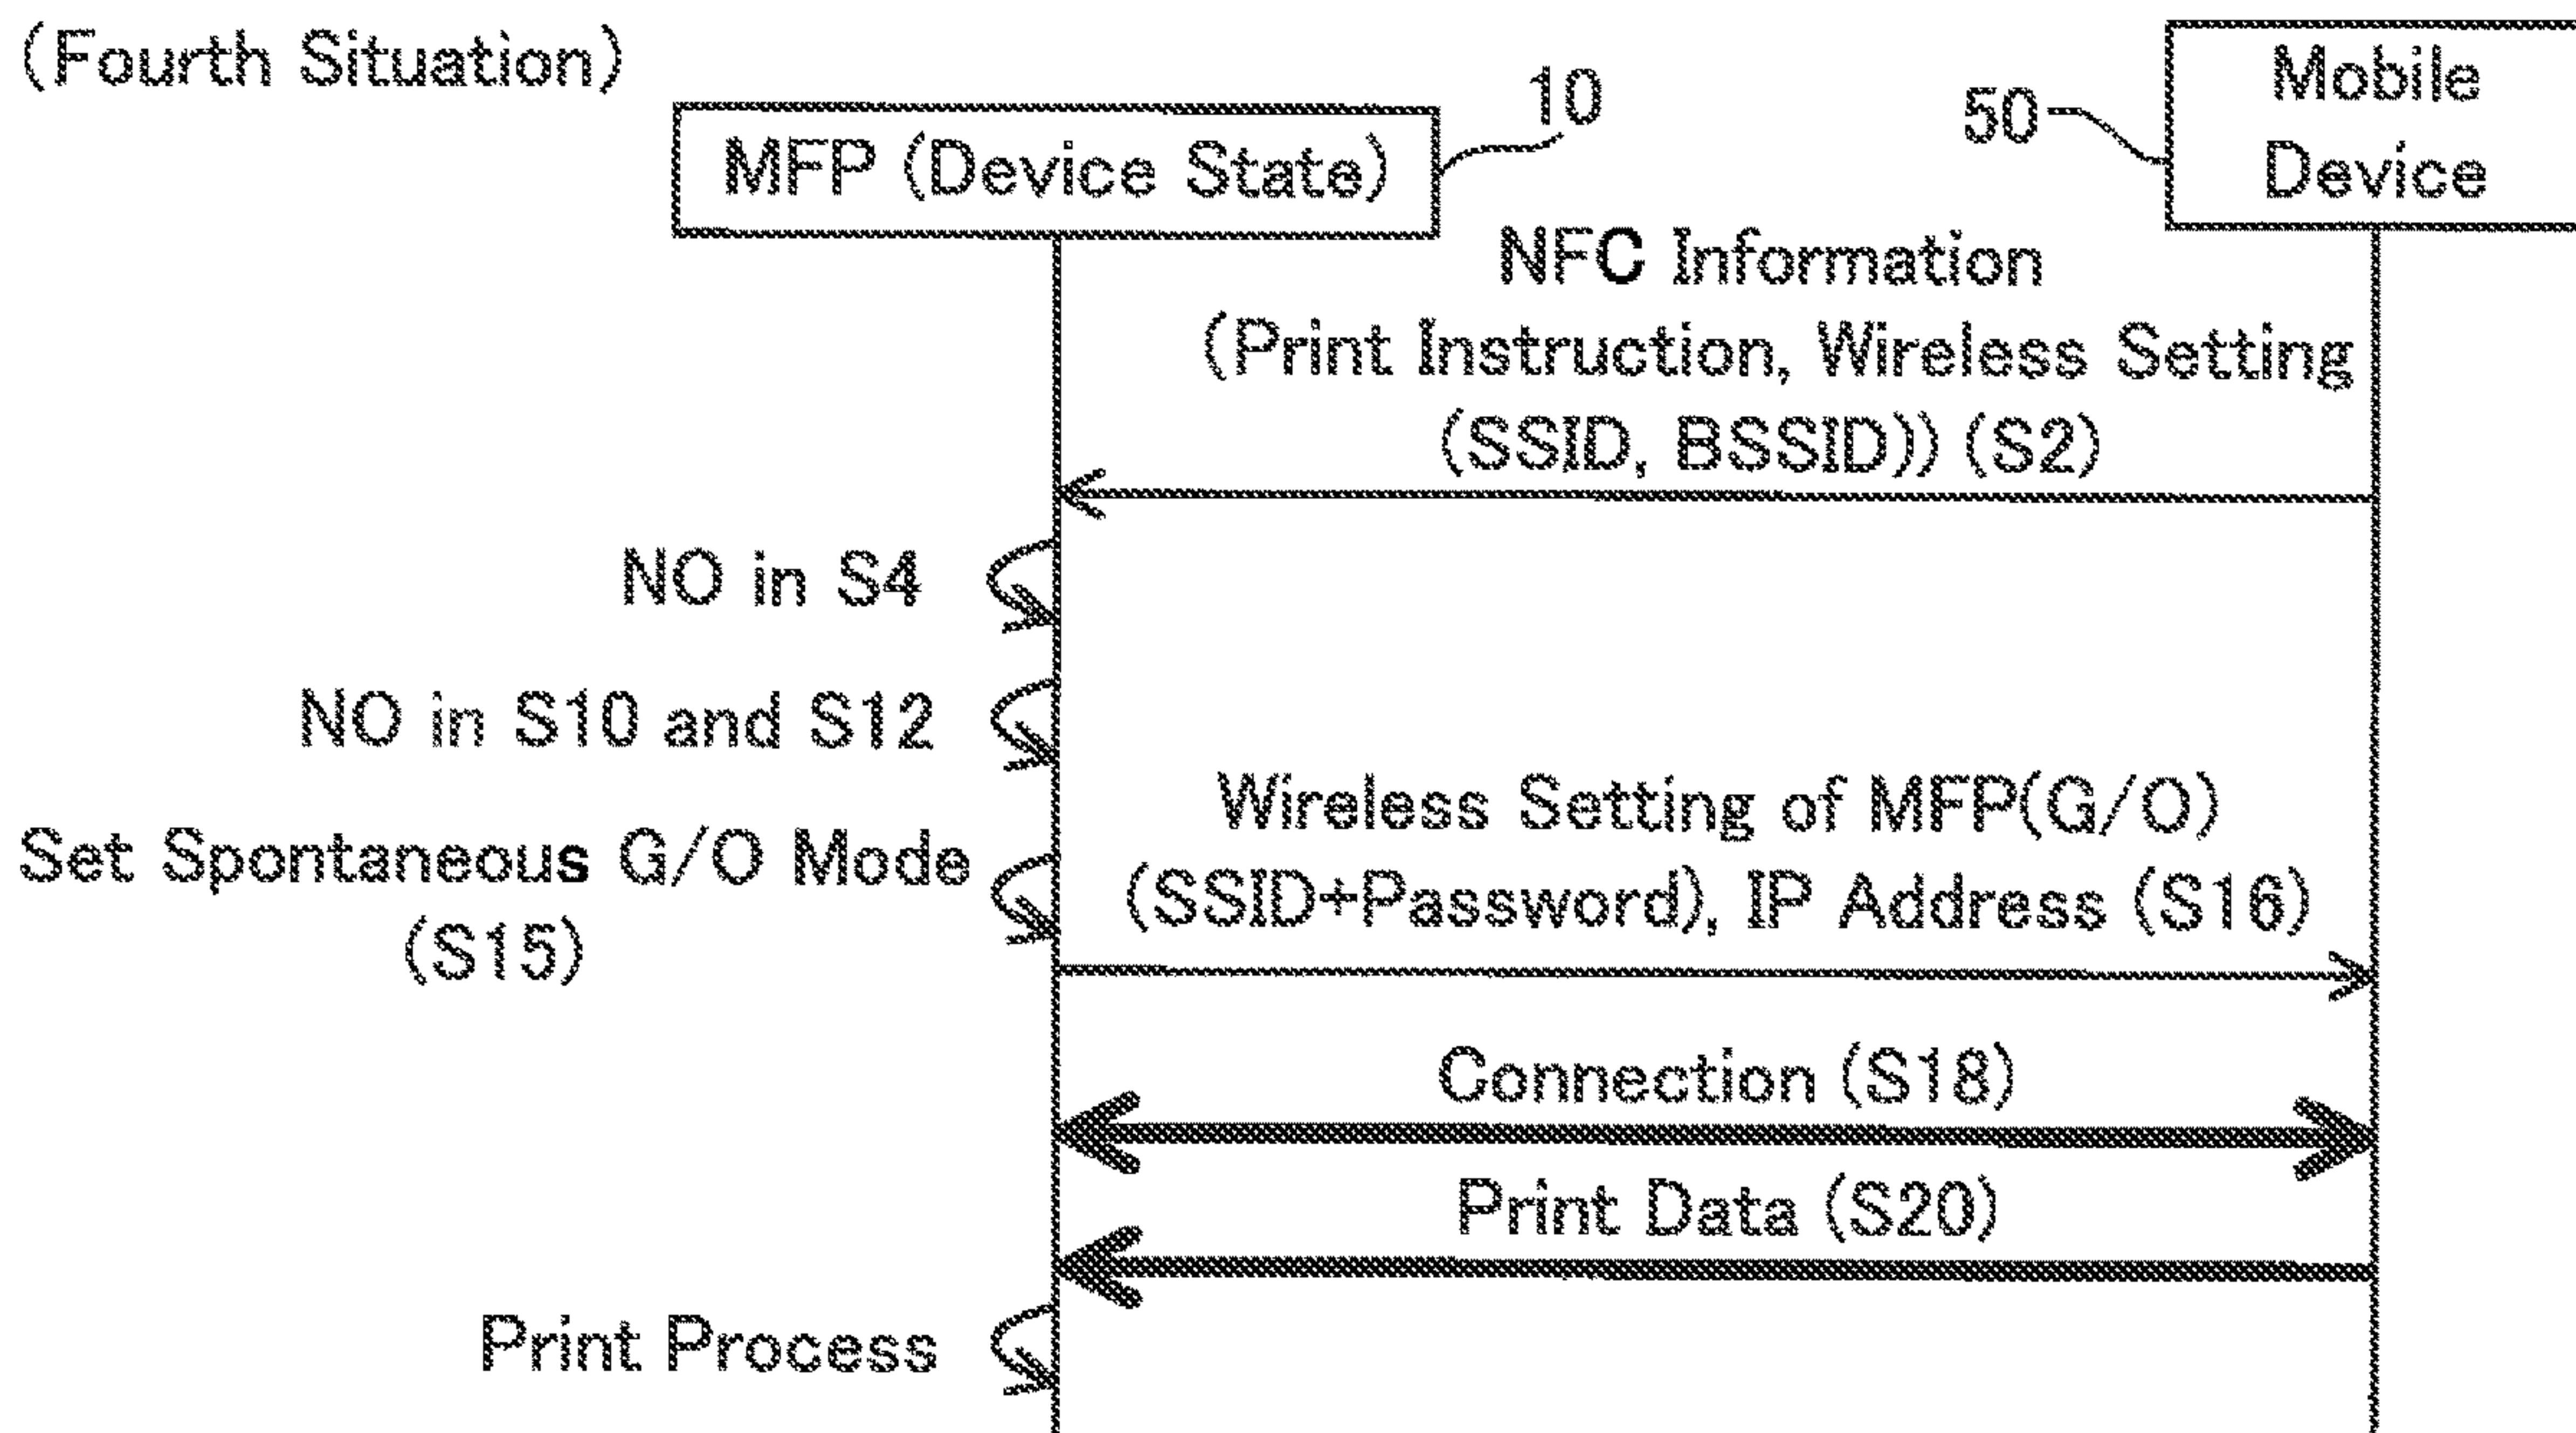 (Fourth Situation)
10
50
Mobile
Device
MFP (Device State)
NFC Information
(Print Instruction, Wireless Setting
(SSID, BSSID)) (S2)
NO in S4
NO in S10 and S12
Set Spontaneous G/O Mode
(S15)
Wireless Setting of MFP(G/O)
(SSID+Password), IP Address (S16)
Connection (S18)
Print Data (S20)
Print Process